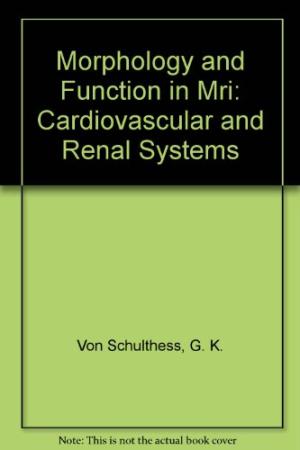 Morphology and
Function in Mri:
Cardiovascular and
Renal Systems
Von Schulthess, G. K.
Note: This is not the actual book cover